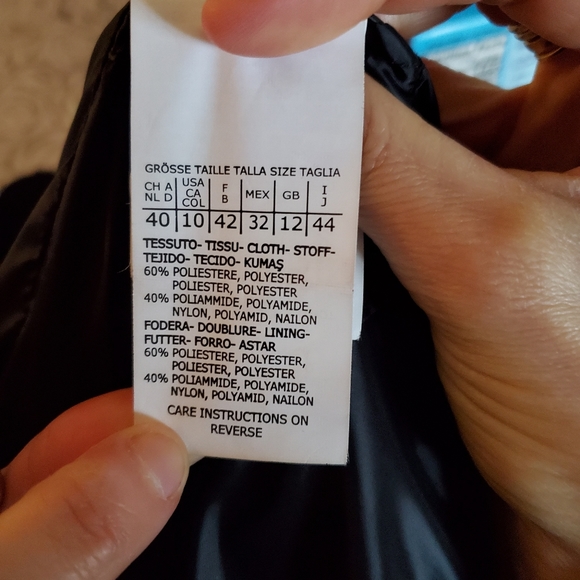 GRÖSSE TAILLE TALLA SIZE TAGLIA
CH A NL D | USA CA COL | F B | MEX | GB | I J
40 | 10 | 42 | 32 | 12 | 44
TESSUTO- TISSU- CLOTH- STOFF-
TEJIDO- TECIDO- KUMAŞ
60% POLIESTERE, POLYESTER,
POLIESTER, POLYESTER
40% POLIAMMIDE, POLYAMIDE,
NYLON, POLYAMID, NAILON
FODERA- DOUBLURE- LINING-
FUTTER- FORRO- ASTAR
60% POLIESTERE, POLYESTER,
POLIESTER, POLYESTER
40% POLIAMMIDE, POLYAMIDE,
NYLON, POLYAMID, NAILON
CARE INSTRUCTIONS ON
REVERSE